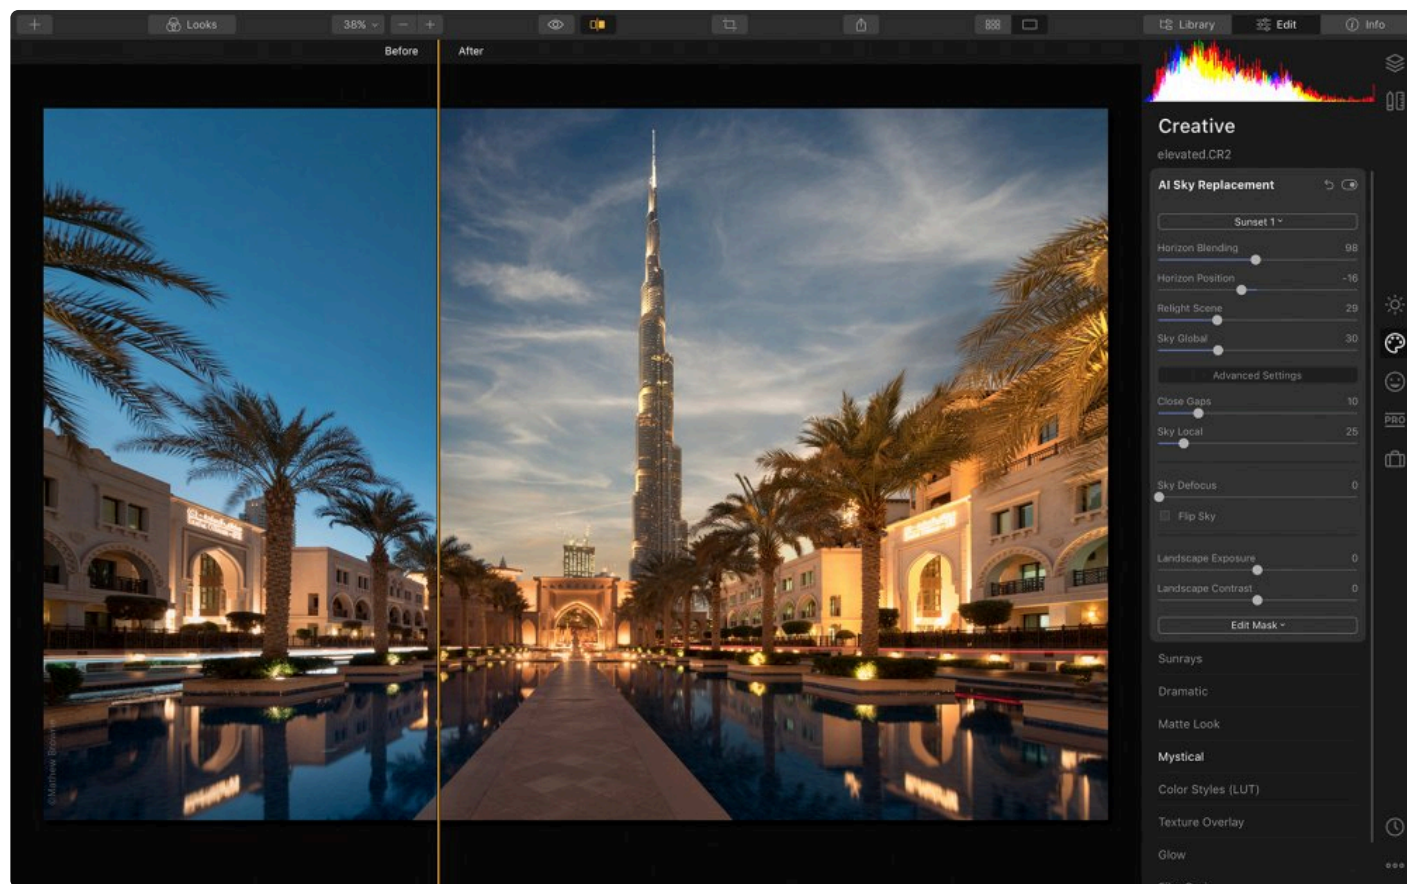 Looks
38%
Library
Edit
Info
Before
After
Creative
elevated.CR2
AI Sky Replacement
Sunset 1
Horizon Blending 98
Horizon Position -16
Relight Scene 29
Sky Global 30
Advanced Settings
Close Gaps 10
Sky Local 25
Sky Defocus 0
Flip Sky
Landscape Exposure 0
Landscape Contrast 0
Edit Mask
Sunrays
Dramatic
Matte Look
Mystical
Color Styles (LUT)
Texture Overlay
Glow
PRO
©Mathew Brown